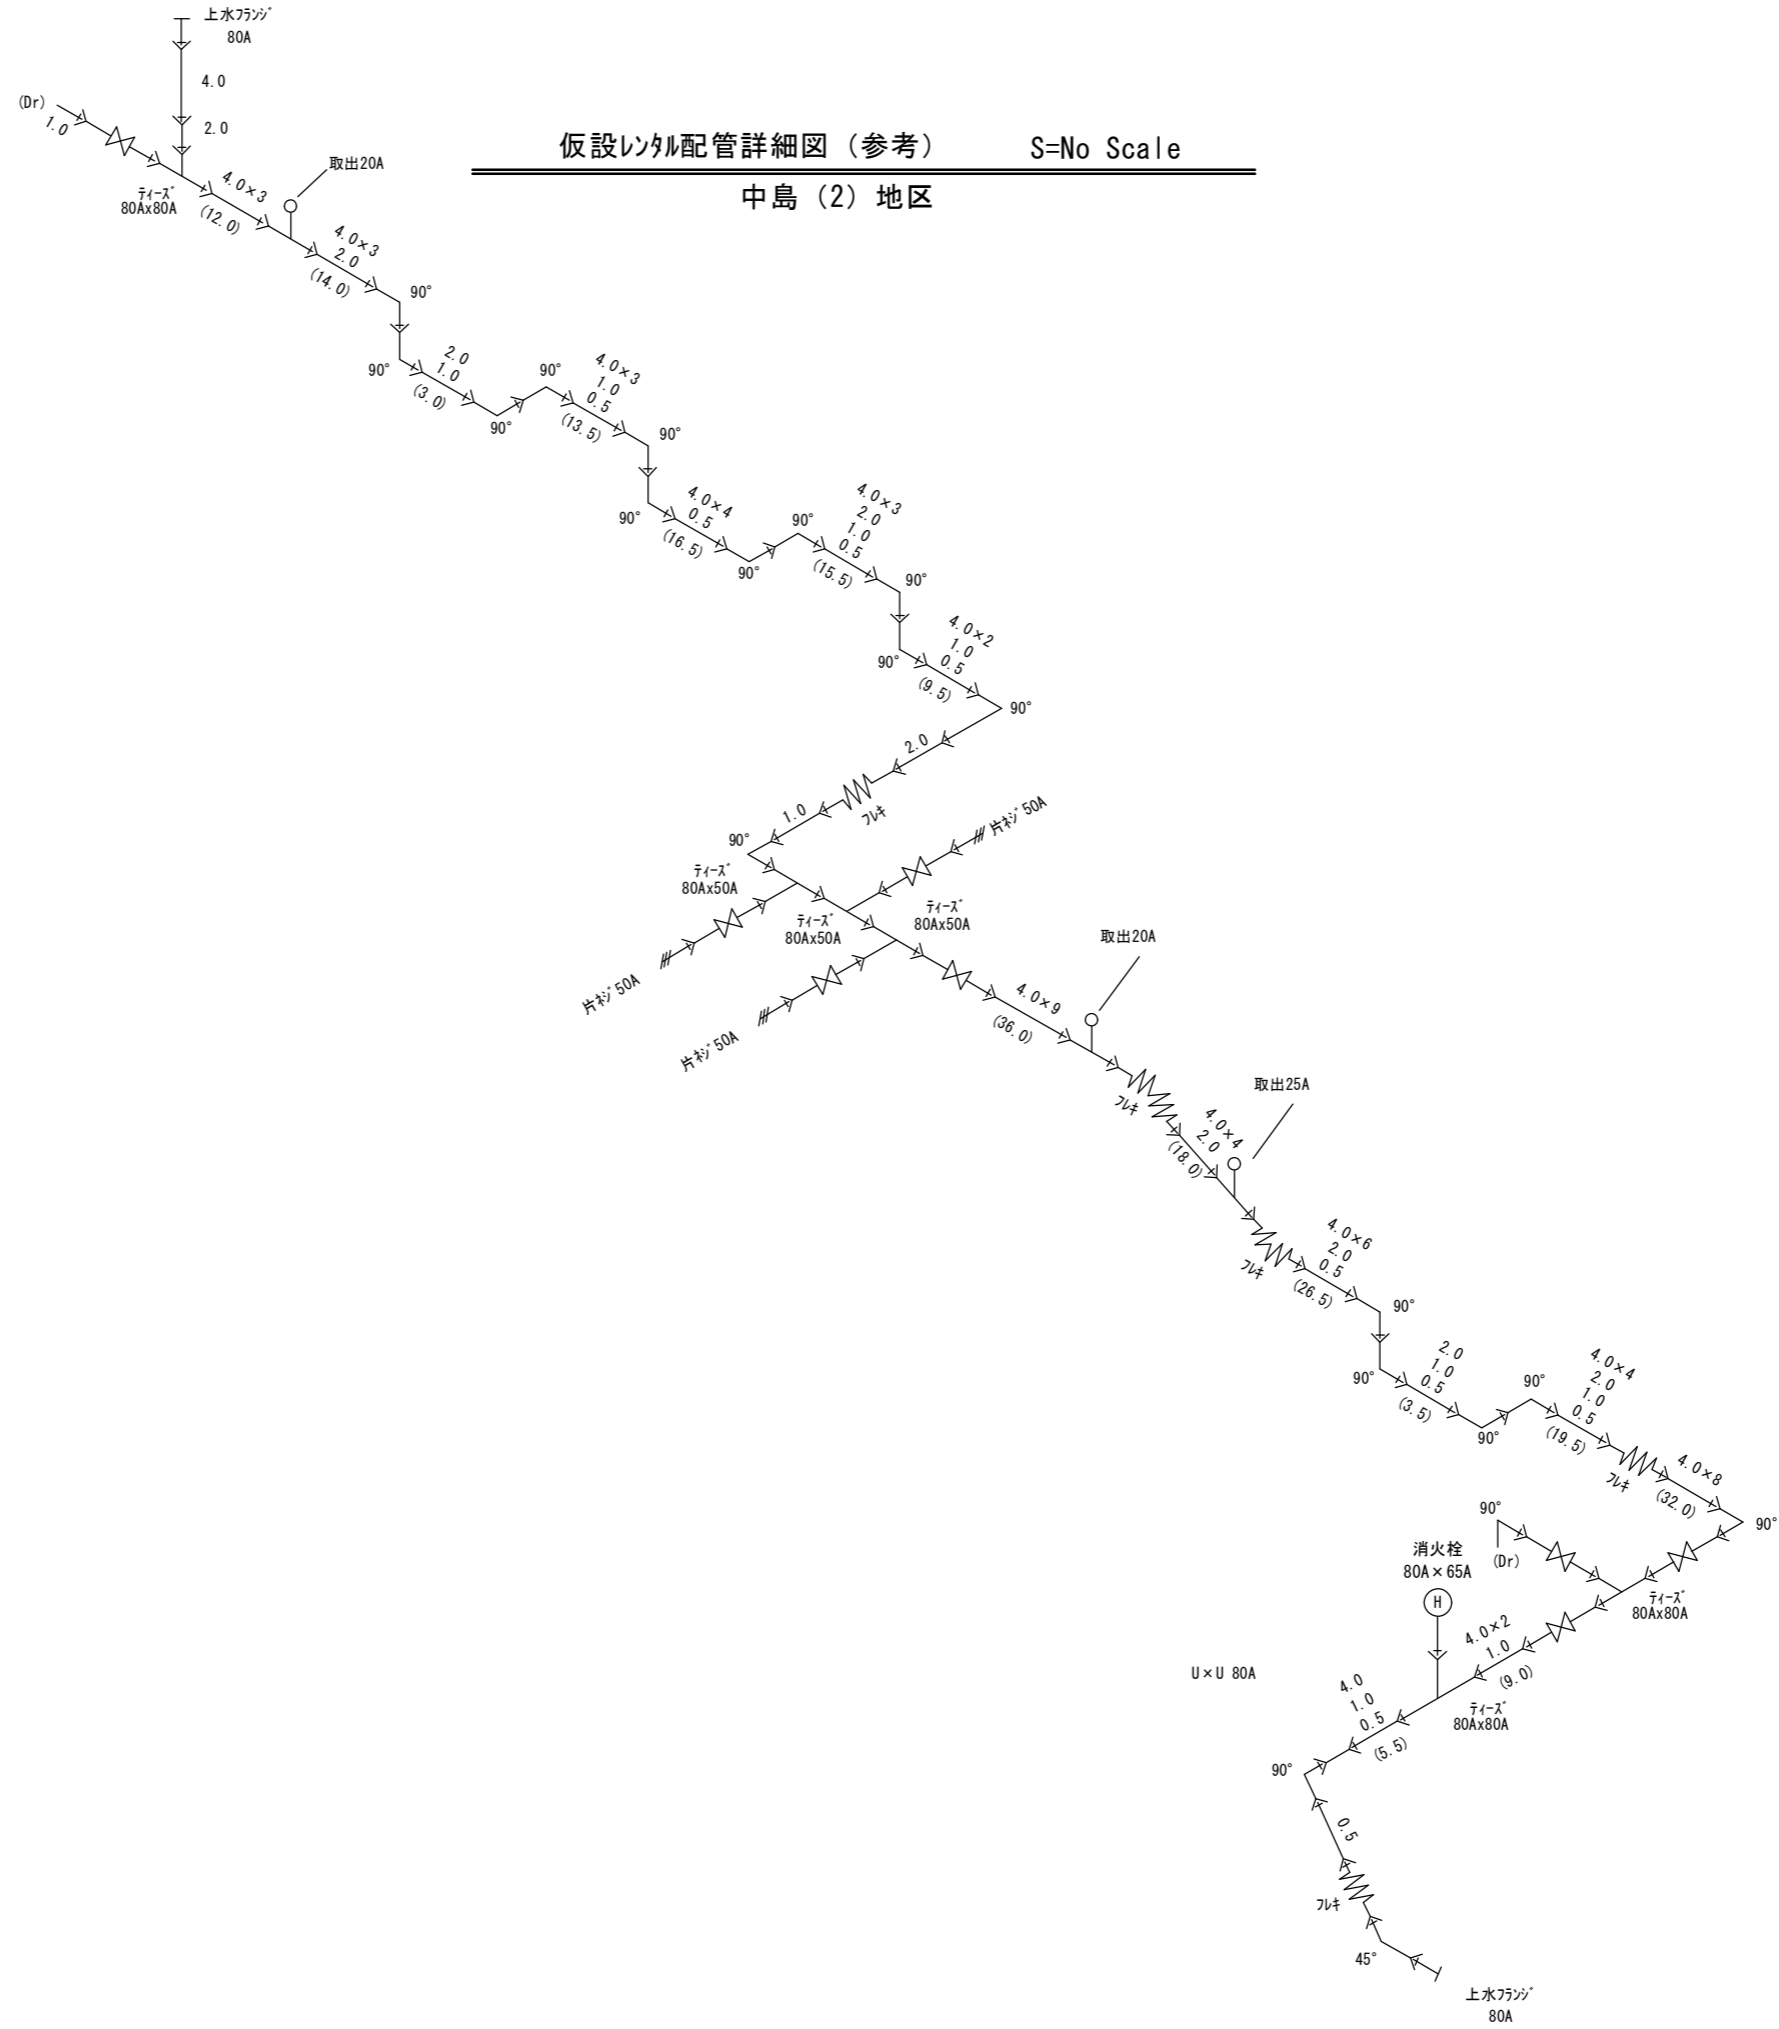 上水ﾌﾗﾝｼﾞ
80A
4.0
(Dr)
1.0
2.0
仮設ﾚﾝﾀﾙ配管詳細図（参考） S=No Scale
中島（2）地区
取出20A
ﾃｨｰｽﾞ
80Ax80A
4.0×3
(12.0)
4.0×3
2.0
(14.0)
90°
90°
2.0
1.0
(3.0)
90°
90°
4.0×3
1.0
0.5
(13.5)
90°
90°
4.0×4
0.5
(16.5)
90°
90°
4.0×3
2.0
1.0
0.5
(15.5)
90°
90°
4.0×2
1.0
0.5
(9.5)
90°
2.0
ﾌﾚｷ
1.0
90°
片ﾈｼﾞ50A
ﾃｨｰｽﾞ
80Ax50A
ﾃｨｰｽﾞ
80Ax50A
ﾃｨｰｽﾞ
80Ax50A
片ﾈｼﾞ50A
片ﾈｼﾞ50A
4.0×9
(36.0)
取出20A
ﾌﾚｷ
4.0×4
2.0
(18.0)
取出25A
ﾌﾚｷ
4.0×6
2.0
0.5
(26.5)
90°
90°
2.0
1.0
0.5
(3.5)
90°
90°
4.0×4
2.0
1.0
0.5
(19.5)
ﾌﾚｷ
4.0×8
(32.0)
90°
90°
(Dr)
消火栓
80A×65A
H
ﾃｨｰｽﾞ
80Ax80A
4.0×2
1.0
(9.0)
ﾃｨｰｽﾞ
80Ax80A
U×U 80A
4.0
1.0
0.5
(5.5)
90°
0.5
ﾌﾚｷ
45°
上水ﾌﾗﾝｼﾞ
80A